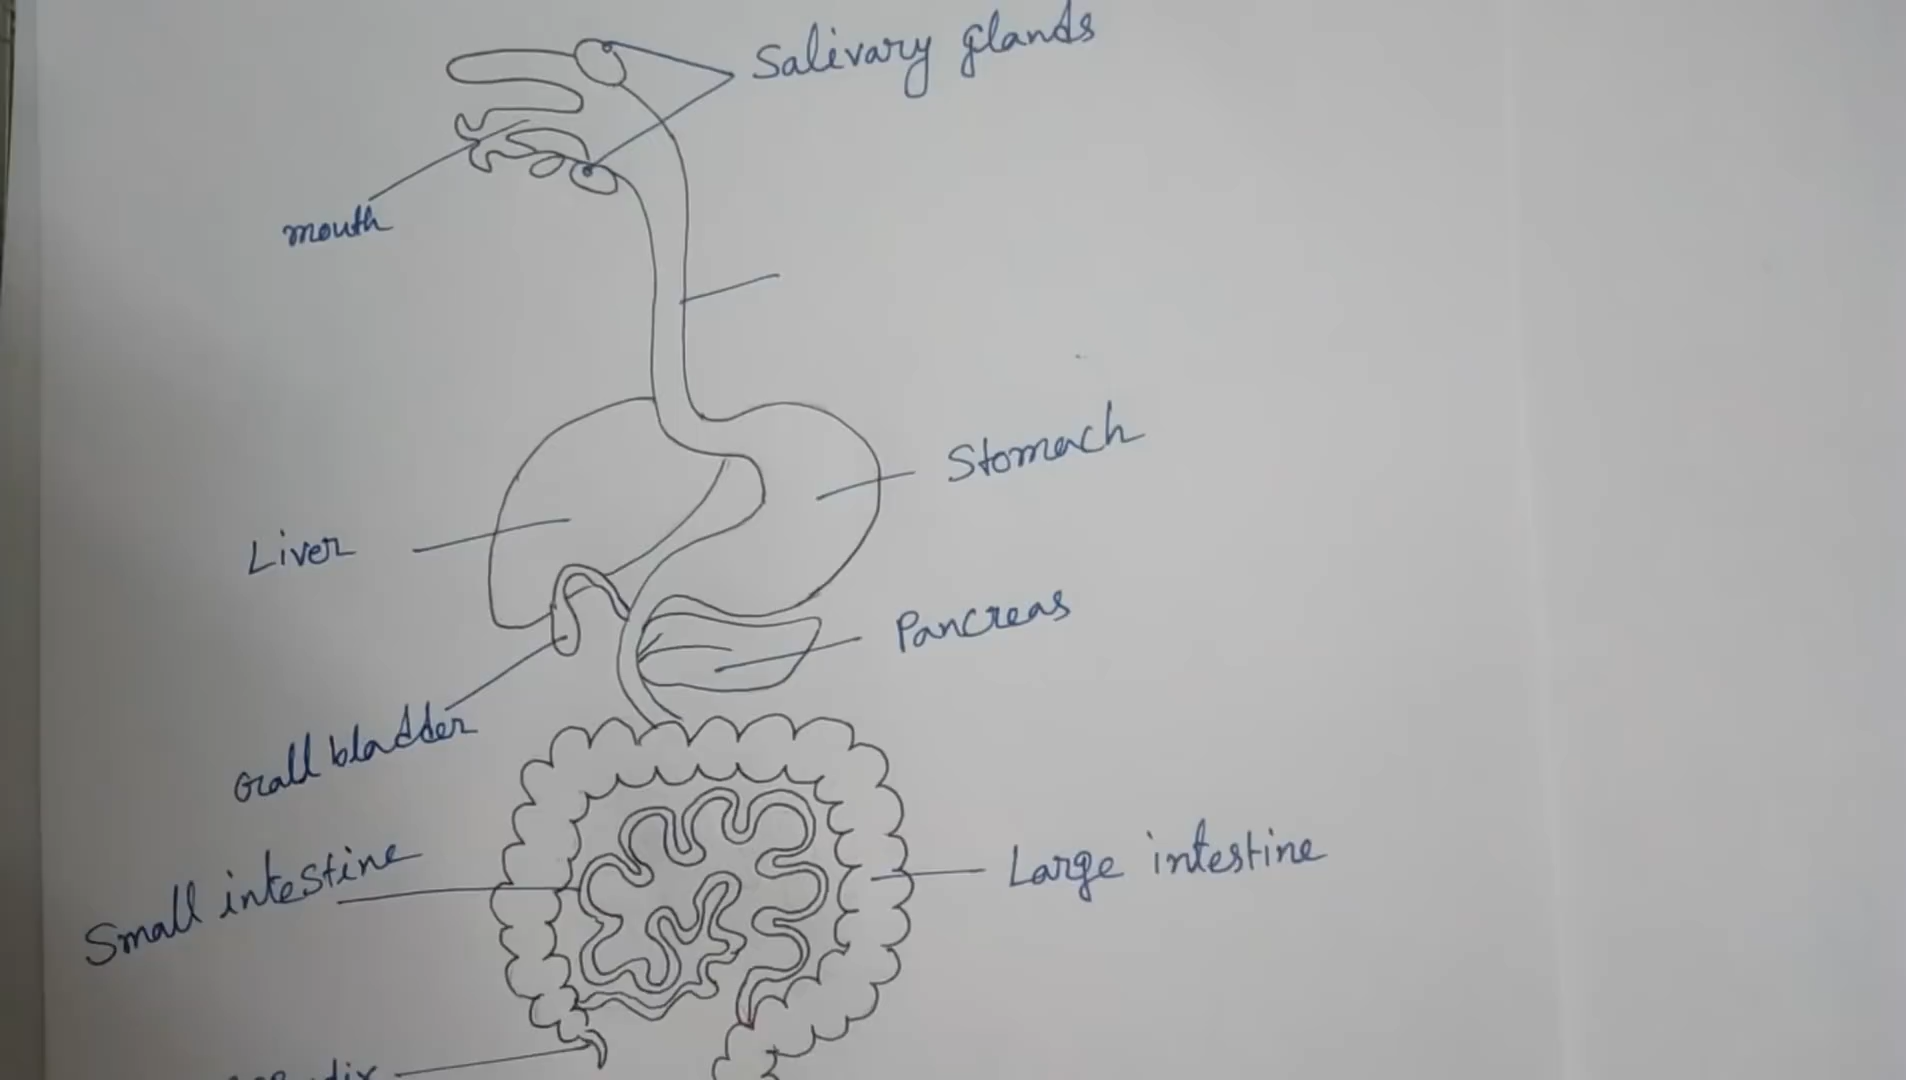 Salivary glands
mouth
Stomach
Liver
Pancreas
Gall bladder
Small intestine
Large intestine